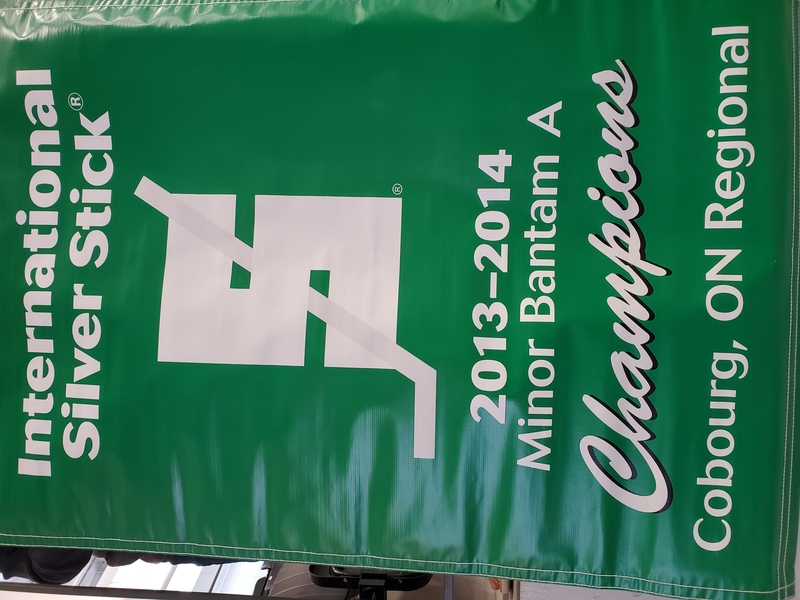 International
Silver Stick®
®
2013–2014
Minor Bantam A
Champions
Cobourg, ON Regional